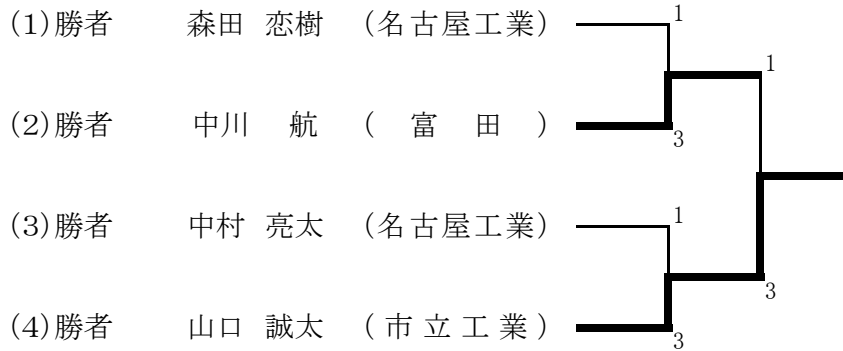 (1)勝者 森田 恋樹 (名古屋工業) 1
1
(2)勝者 中川 航 ( 富 田 ) 3
(3)勝者 中村 亮太 (名古屋工業) 1
3
(4)勝者 山口 誠太 (市立工業) 3